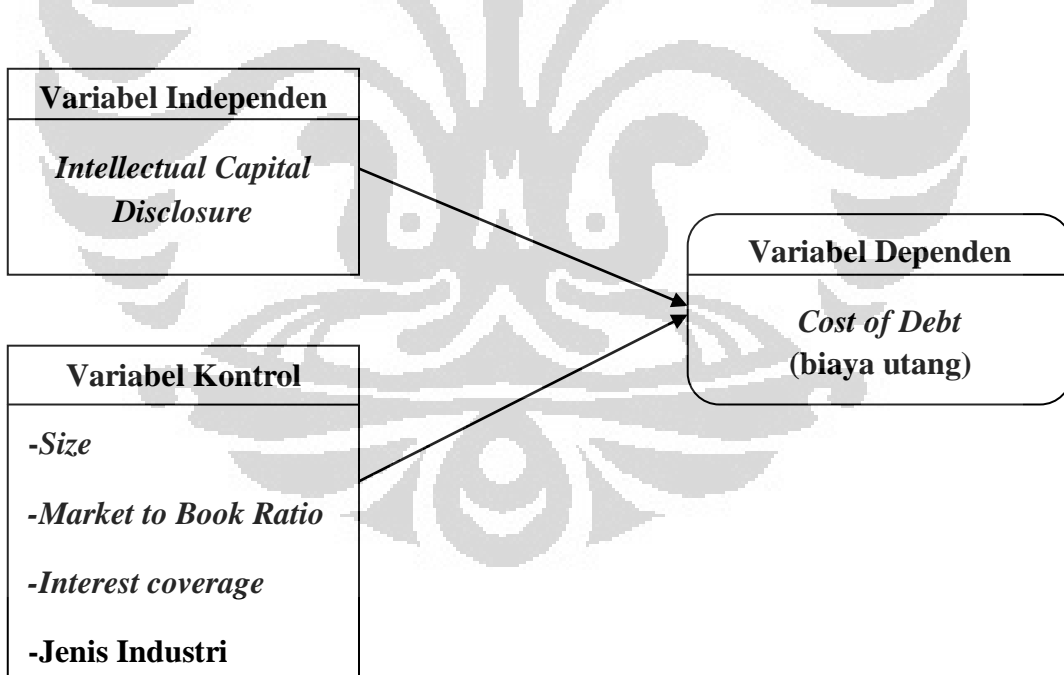 Variabel Independen
Intellectual Capital
Disclosure
Variabel Dependen
Cost of Debt
(biaya utang)
Variabel Kontrol
-Size
-Market to Book Ratio
-Interest coverage
-Jenis Industri